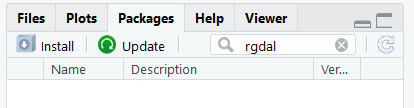 Files Plots Packages Help Viewer
Install Update rgdal
Name Description Ver...